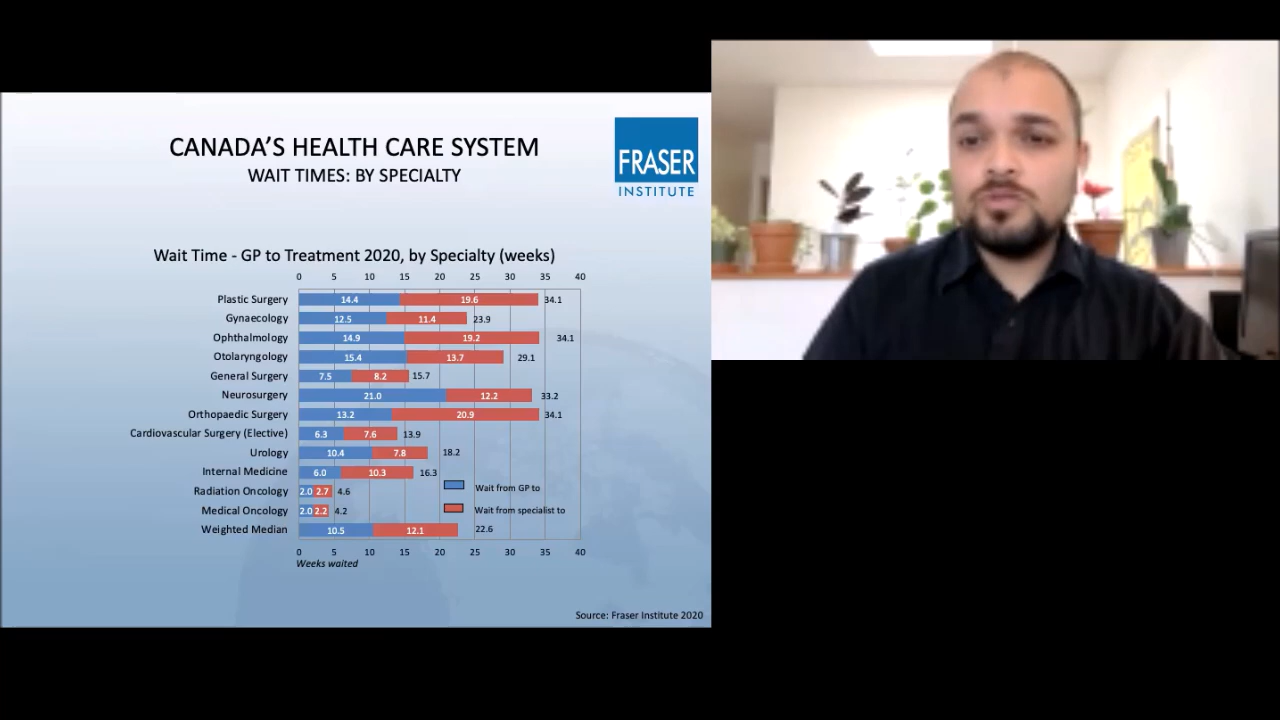 CANADA'S HEALTH CARE SYSTEM
WAIT TIMES: BY SPECIALTY
FRASER
INSTITUTE
Wait Time - GP to Treatment 2020, by Specialty (weeks)
0 5 10 15 20 25 30 35 40
Plastic Surgery 14.4 19.6 34.1
Gynaecology 12.5 11.4 23.9
Ophthalmology 14.9 19.2 34.1
Otolaryngology 15.4 13.7 29.1
General Surgery 7.5 8.2 15.7
Neurosurgery 21.0 12.2 33.2
Orthopaedic Surgery 13.2 20.9 34.1
Cardiovascular Surgery (Elective) 6.3 7.6 13.9
Urology 10.4 7.8 18.2
Internal Medicine 6.0 10.3 16.3
Wait from GP to
Radiation Oncology 2.0 2.7 4.6
Wait from specialist to
Medical Oncology 2.0 2.2 4.2
Weighted Median 10.5 12.1 22.6
0 5 10 15 20 25 30 35 40
Weeks waited
Source: Fraser Institute 2020